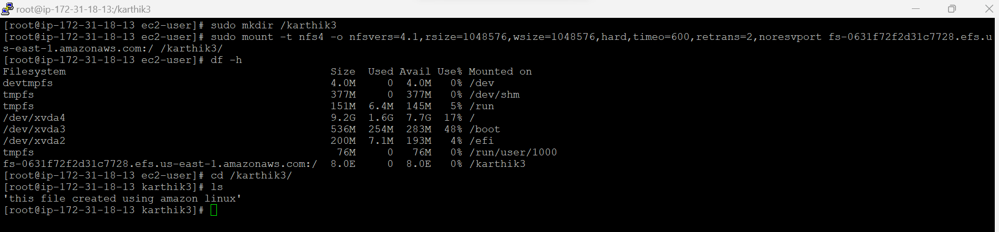 root@ip-172-31-18-13:/karthik3
[root@ip-172-31-18-13 ec2-user]# sudo mkdir /karthik3
[root@ip-172-31-18-13 ec2-user]# sudo mount -t nfs4 -o nfsvers=4.1,rsize=1048576,wsize=1048576,hard,timeo=600,retrans=2,noresvport fs-0631f72f2d31c7728.efs.u
s-east-1.amazonaws.com:/ /karthik3/
[root@ip-172-31-18-13 ec2-user]# df -h
Filesystem                                          Size  Used Avail Use% Mounted on
devtmpfs                                            4.0M     0  4.0M   0% /dev
tmpfs                                               377M     0  377M   0% /dev/shm
tmpfs                                               151M  6.4M  145M   5% /run
/dev/xvda4                                          9.2G  1.6G  7.7G  17% /
/dev/xvda3                                          536M  254M  283M  48% /boot
/dev/xvda2                                          200M  7.1M  193M   4% /efi
tmpfs                                                76M     0   76M   0% /run/user/1000
fs-0631f72f2d31c7728.efs.us-east-1.amazonaws.com:/  8.0E     0  8.0E   0% /karthik3
[root@ip-172-31-18-13 ec2-user]# cd /karthik3/
[root@ip-172-31-18-13 karthik3]# ls
'this file created using amazon linux'
[root@ip-172-31-18-13 karthik3]#